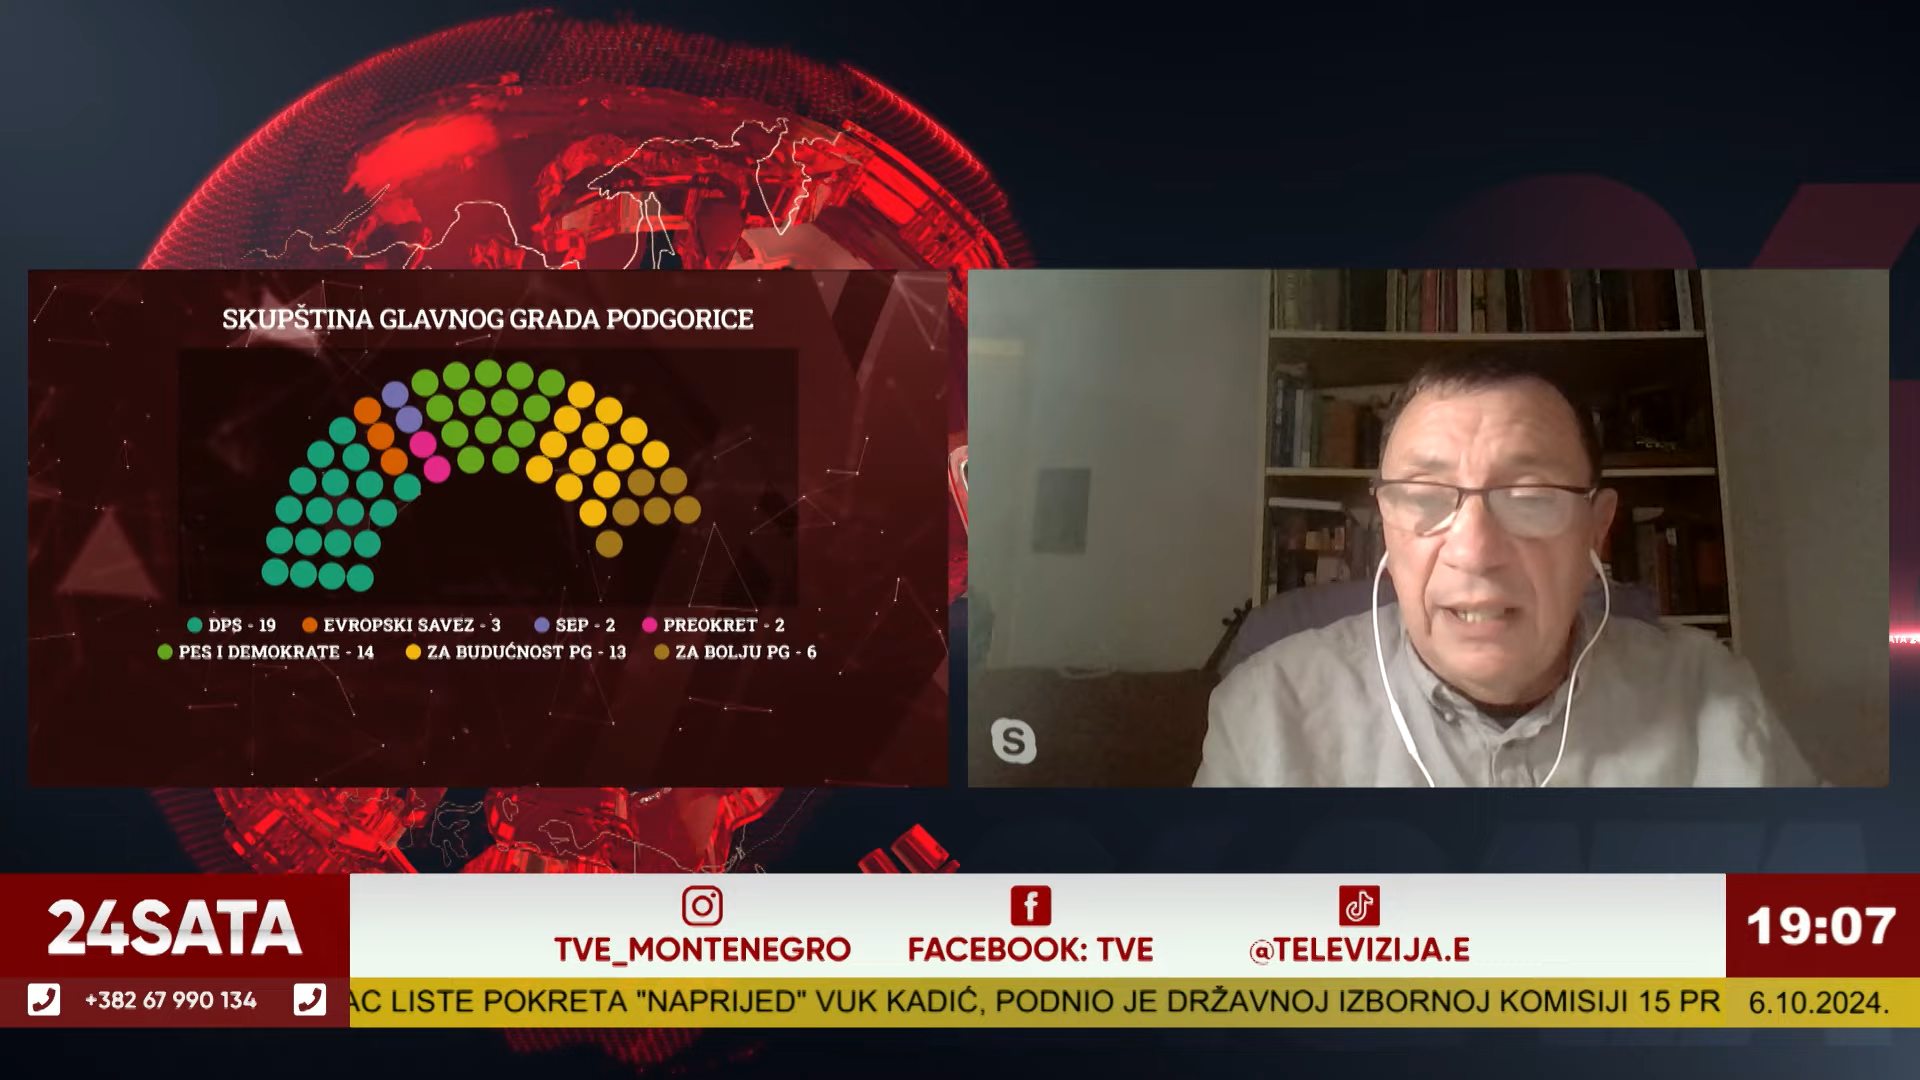 SKUPŠTINA GLAVNOG GRADA PODGORICE
DPS - 19 EVROPSKI SAVEZ - 3 SEP - 2 PREOKRET - 2
PES I DEMOKRATE - 14 ZA BUDUĆNOST PG - 13 ZA BOLJU PG - 6
S
24SATA
TVE_MONTENEGRO FACEBOOK: TVE @TELEVIZIJA.E
19:07
+382 67 990 134
AC LISTE POKRETA "NAPRIJED" VUK KADIĆ, PODNIO JE DRŽAVNOJ IZBORNOJ KOMISIJI 15 PR
6.10.2024.